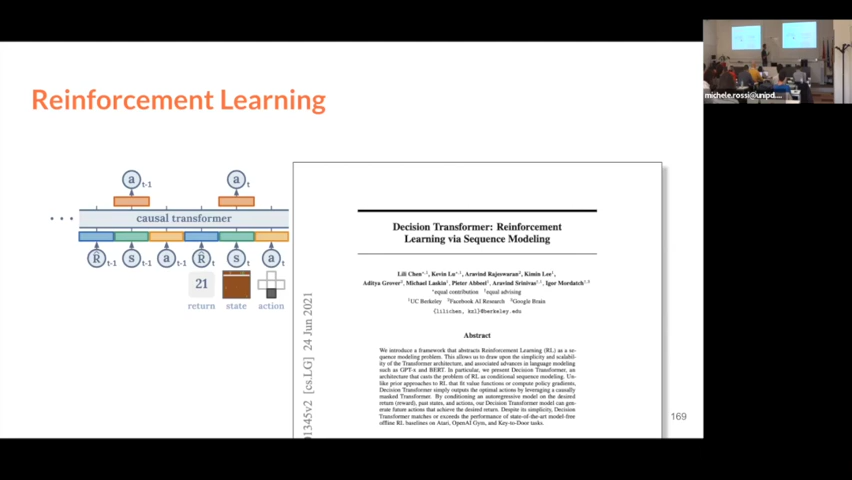 michele.rossi@unipd....
Reinforcement Learning
a t-1 a t
causal transformer
R̂ t-1 s t-1 a t-1 R̂ t s t a t
21
return state action
01345v2 [cs.LG] 24 Jun 2021
Decision Transformer: Reinforcement
Learning via Sequence Modeling
Lili Chen*,1, Kevin Lu*,1, Aravind Rajeswaran2, Kimin Lee1,
Aditya Grover2, Michael Laskin1, Pieter Abbeel1, Aravind Srinivas†,1, Igor Mordatch†,3
*equal contribution †equal advising
1UC Berkeley 2Facebook AI Research 3Google Brain
{lilichen, kzl}@berkeley.edu
Abstract
We introduce a framework that abstracts Reinforcement Learning (RL) as a se-
quence modeling problem. This allows us to draw upon the simplicity and scalabil-
ity of the Transformer architecture, and associated advances in language modeling
such as GPT-x and BERT. In particular, we present Decision Transformer, an
architecture that casts the problem of RL as conditional sequence modeling. Un-
like prior approaches to RL that fit value functions or compute policy gradients,
Decision Transformer simply outputs the optimal actions by leveraging a causally
masked Transformer. By conditioning an autoregressive model on the desired
return (reward), past states, and actions, our Decision Transformer model can gen-
erate future actions that achieve the desired return. Despite its simplicity, Decision
Transformer matches or exceeds the performance of state-of-the-art model-free
offline RL baselines on Atari, OpenAI Gym, and Key-to-Door tasks.
169